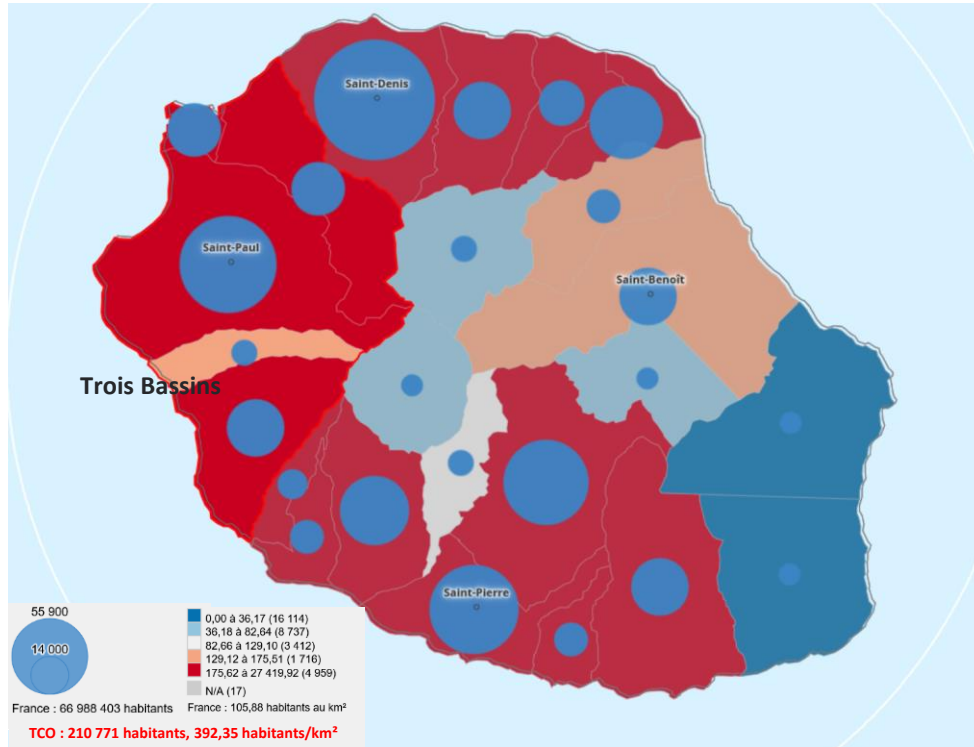 Saint-Denis
Saint-Paul
Saint-Benoît
Trois Bassins
Saint-Pierre
55 900
14 000
France : 66 988 403 habitants
0,00 à 36,17 (16 114)
36,18 à 82,64 (8 737)
82,66 à 129,10 (3 412)
129,12 à 175,51 (1 716)
175,62 à 27 419,92 (4 959)
N/A (17)
France : 105,88 habitants au km²
TCO : 210 771 habitants, 392,35 habitants/km²